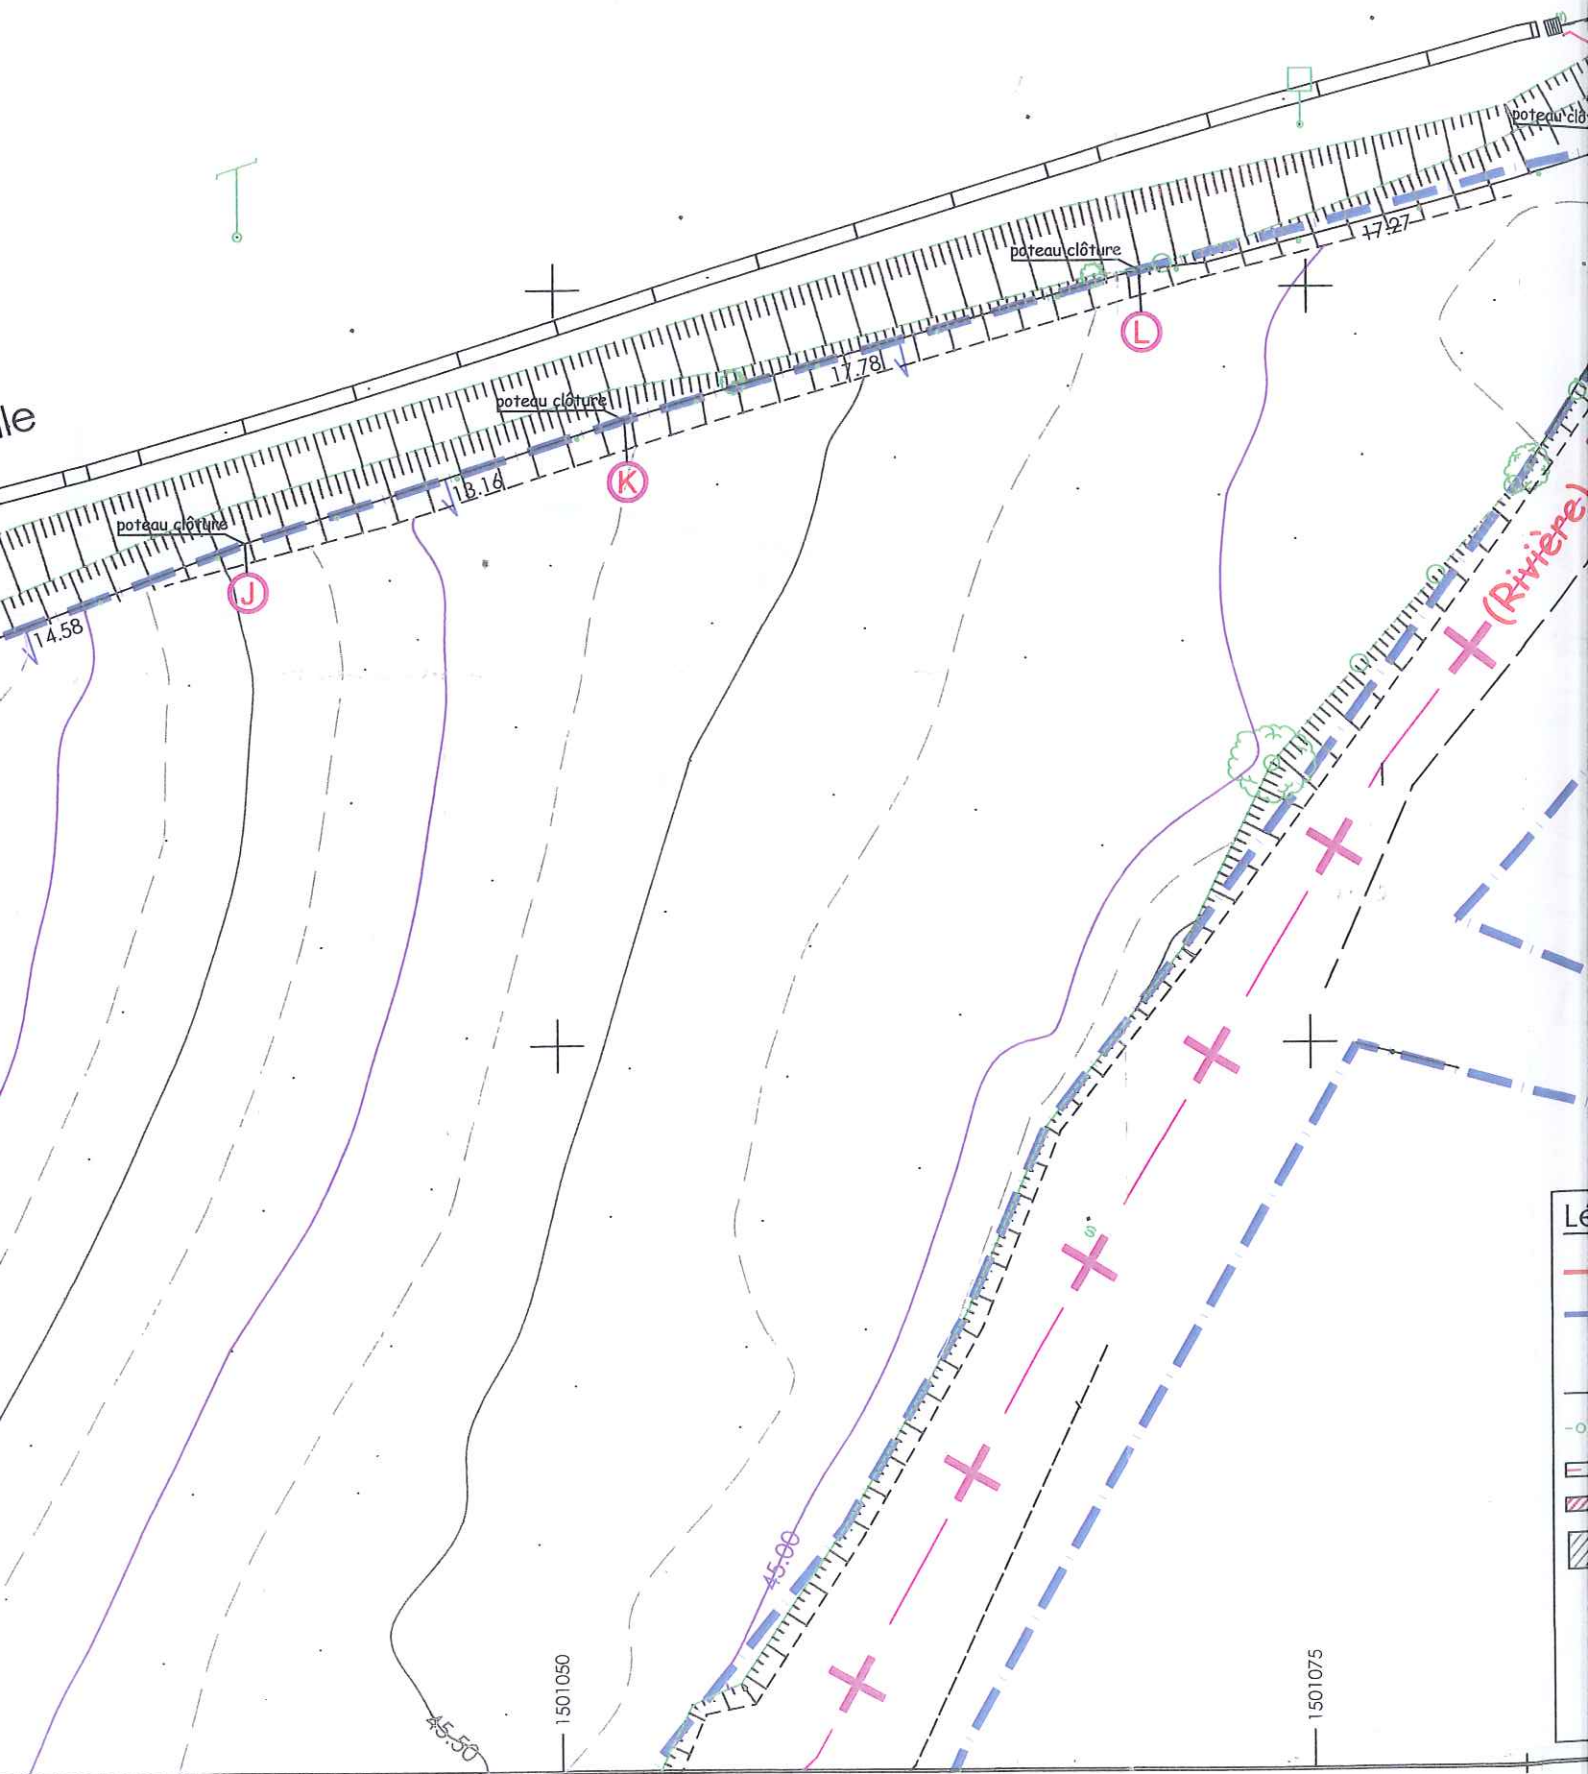 poteau clô
poteau clôture
17.27
L
lle
17.78
poteau clôture
13.16
K
poteau clôture
J
(Rivière)
14.58
s
Lé
45.00
1501050
1501075
45.50